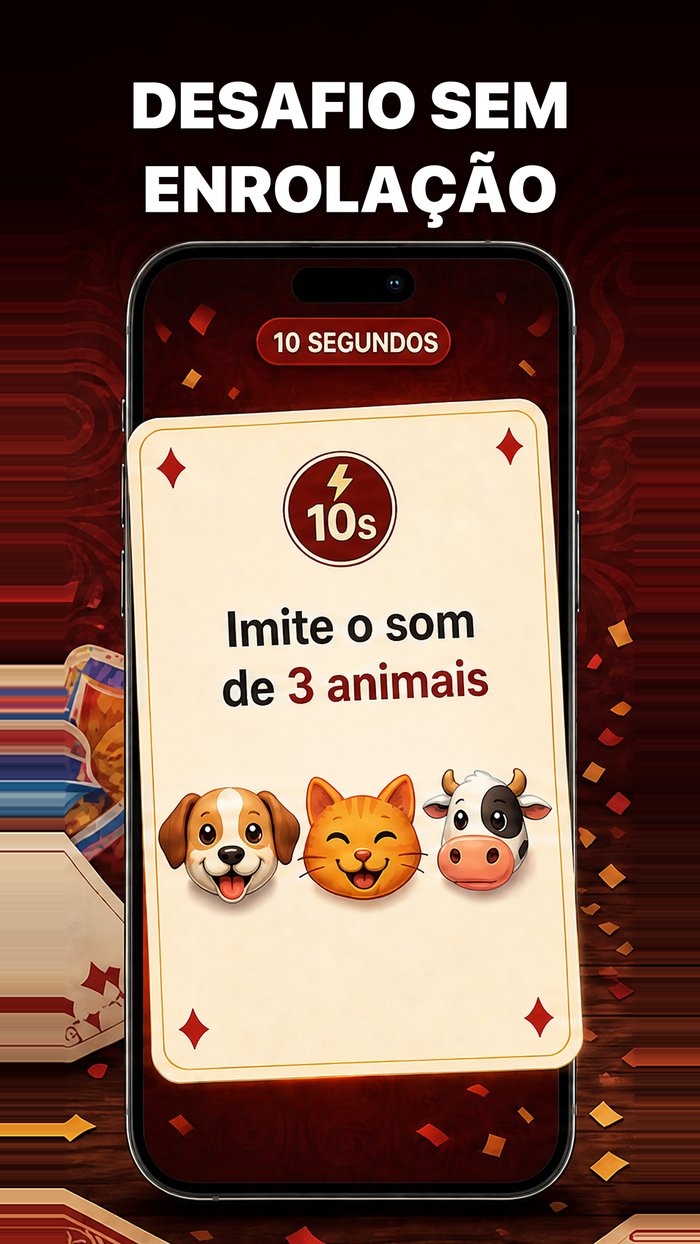 DESAFIO SEM
ENROLAÇÃO
10 SEGUNDOS
10s
Imite o som
de 3 animais